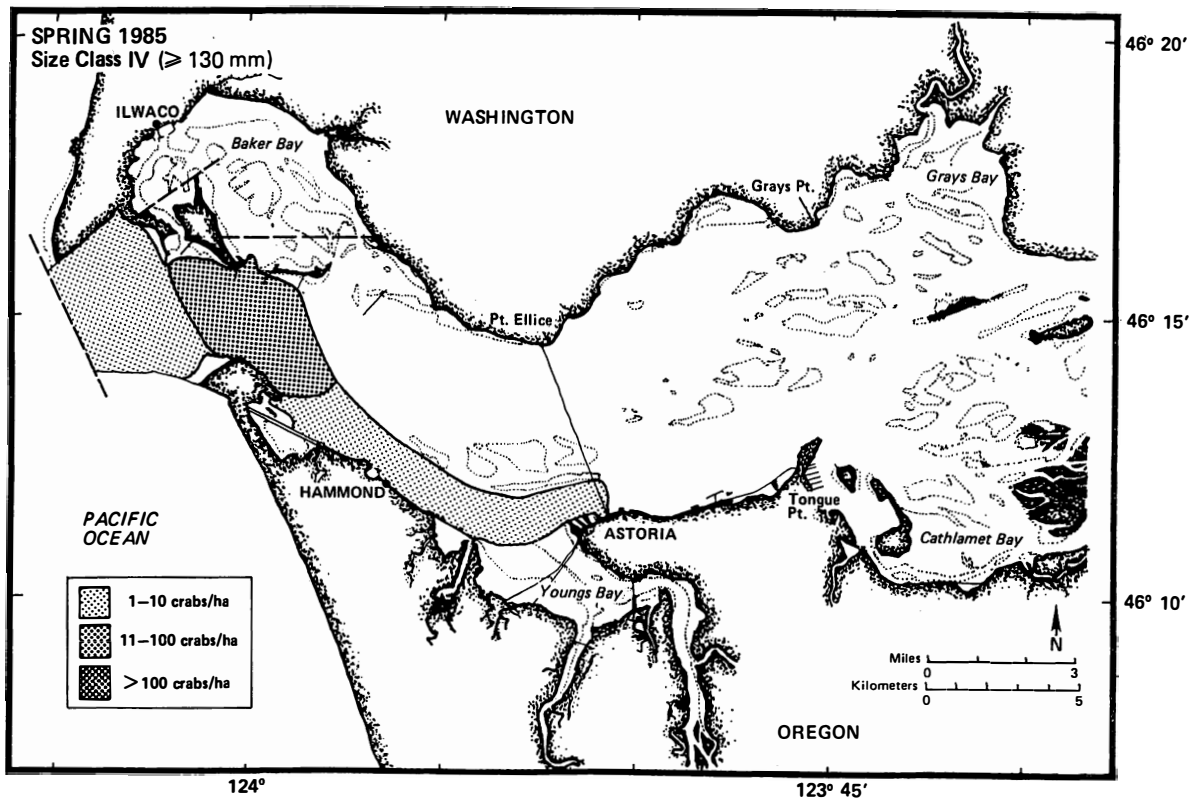 SPRING 1985
Size Class IV (⩾ 130 mm)
46° 20′
ILWACO
WASHINGTON
Baker Bay
Grays Pt.
Grays Bay
Pt. Ellice
46° 15′
HAMMOND
Tongue
Pt.
PACIFIC
OCEAN
ASTORIA
Cathlamet Bay
Youngs Bay
1–10 crabs/ha
11–100 crabs/ha
>100 crabs/ha
46° 10′
N
Miles
0 3
Kilometers
0 5
OREGON
124°
123° 45′